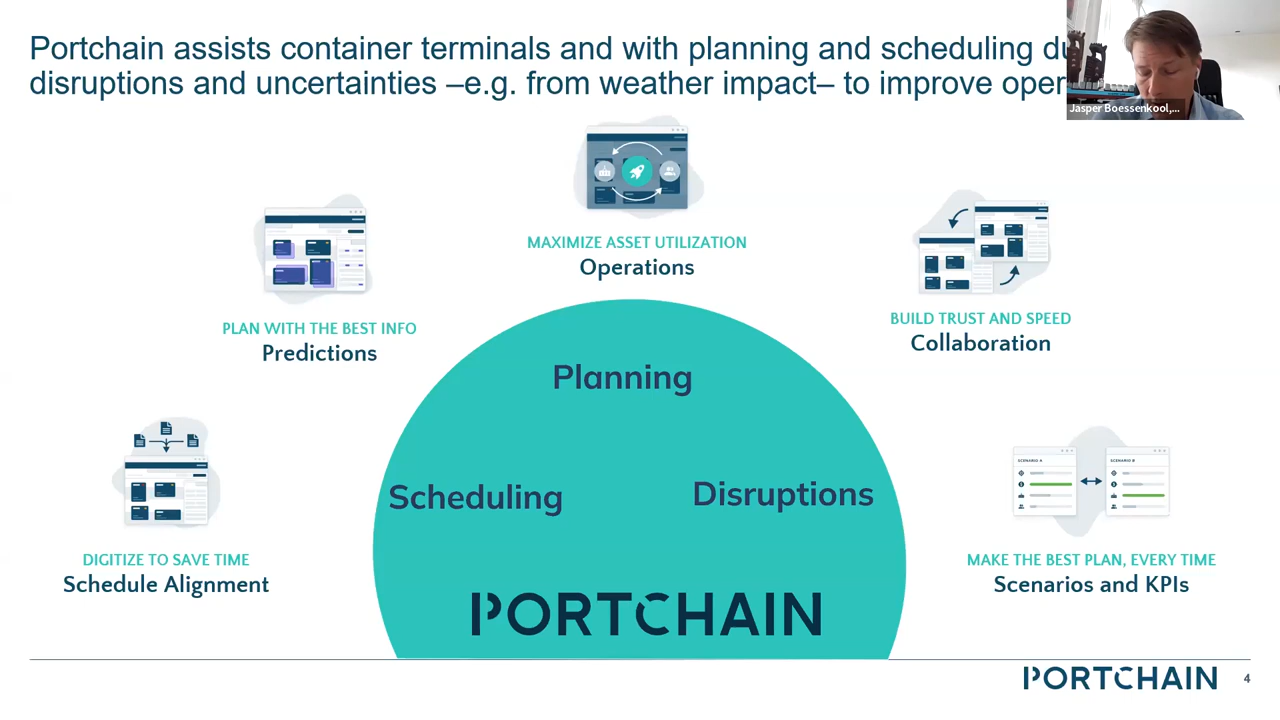 Portchain assists container terminals and with planning and scheduling du
disruptions and uncertainties –e.g. from weather impact– to improve oper
Jasper Boessenkool,...
MAXIMIZE ASSET UTILIZATION
Operations
PLAN WITH THE BEST INFO
Predictions
BUILD TRUST AND SPEED
Collaboration
Planning
Scheduling
Disruptions
SCENARIO A
SCENARIO B
DIGITIZE TO SAVE TIME
Schedule Alignment
MAKE THE BEST PLAN, EVERY TIME
Scenarios and KPIs
PORTCHAIN
PORTCHAIN
4